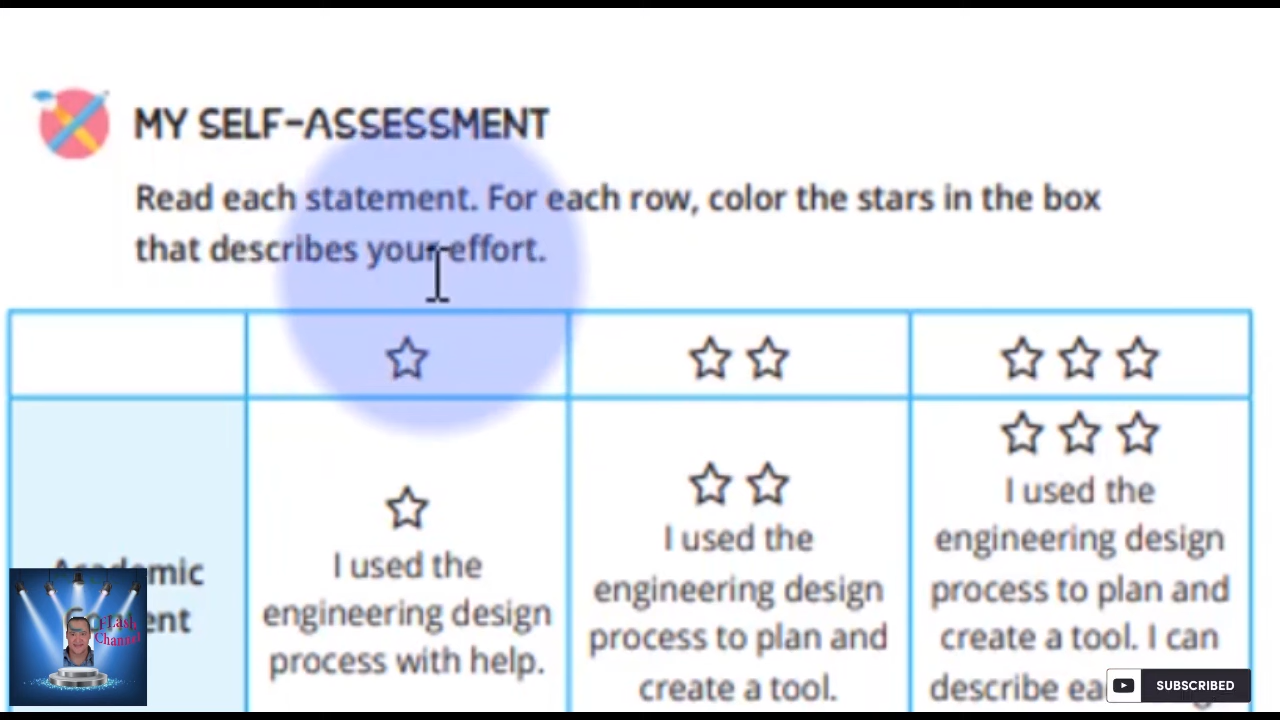 MY SELF-ASSESSMENT
Read each statement. For each row, color the stars in the box
that describes your effort.
I used the
engineering design
process with help.
I used the
engineering design
process to plan and
create a tool.
I used the
engineering design
process to plan and
create a tool. I can
describe
FLash
Channel
SUBSCRIBED